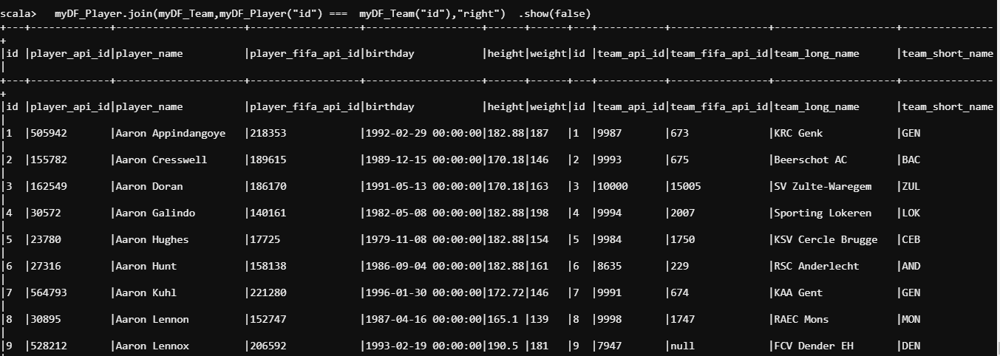 scala>   myDF_Player.join(myDF_Team,myDF_Player("id") ===  myDF_Team("id"),"right")  .show(false)
+---+-------------+---------------------+------------------+-------------------+------+------+---+-----------+----------------+--------------------+---------------
+
|id |player_api_id|player_name          |player_fifa_api_id|birthday           |height|weight|id |team_api_id|team_fifa_api_id|team_long_name      |team_short_name
|
+---+-------------+---------------------+------------------+-------------------+------+------+---+-----------+----------------+--------------------+---------------
+
|id |player_api_id|player_name          |player_fifa_api_id|birthday           |height|weight|id |team_api_id|team_fifa_api_id|team_long_name      |team_short_name
|
|1  |505942       |Aaron Appindangoye   |218353            |1992-02-29 00:00:00|182.88|187   |1  |9987       |673             |KRC Genk            |GEN
|
|2  |155782       |Aaron Cresswell      |189615            |1989-12-15 00:00:00|170.18|146   |2  |9993       |675             |Beerschot AC        |BAC
|
|3  |162549       |Aaron Doran          |186170            |1991-05-13 00:00:00|170.18|163   |3  |10000      |15005           |SV Zulte-Waregem    |ZUL
|
|4  |30572        |Aaron Galindo        |140161            |1982-05-08 00:00:00|182.88|198   |4  |9994       |2007            |Sporting Lokeren    |LOK
|
|5  |23780        |Aaron Hughes         |17725             |1979-11-08 00:00:00|182.88|154   |5  |9984       |1750            |KSV Cercle Brugge   |CEB
|
|6  |27316        |Aaron Hunt           |158138            |1986-09-04 00:00:00|182.88|161   |6  |8635       |229             |RSC Anderlecht      |AND
|
|7  |564793       |Aaron Kuhl           |221280            |1996-01-30 00:00:00|172.72|146   |7  |9991       |674             |KAA Gent            |GEN
|
|8  |30895        |Aaron Lennon         |152747            |1987-04-16 00:00:00|165.1 |139   |8  |9998       |1747            |RAEC Mons           |MON
|
|9  |528212       |Aaron Lennox         |206592            |1993-02-19 00:00:00|190.5 |181   |9  |7947       |null            |FCV Dender EH       |DEN